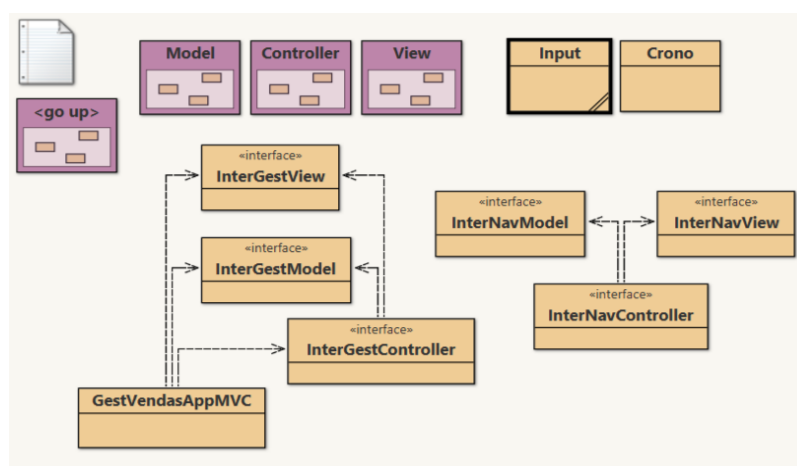 Model
Controller
View
Input
Crono
<go up>
«interface»
InterGestView
«interface»
InterNavModel
«interface»
InterNavView
«interface»
InterGestModel
«interface»
InterNavController
«interface»
InterGestController
GestVendasAppMVC